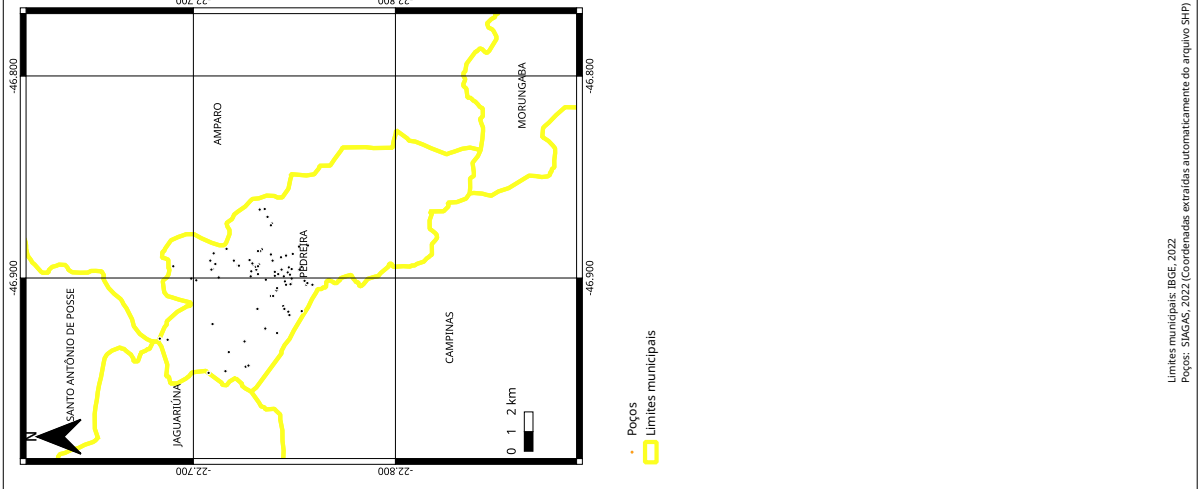 -46.900 -46.800
N
SANTO ANTÔNIO DE POSSE
JAGUARIÚNA
-22.700 -22.700
AMPARO
PEDREIRA
-22.800 -22.800
CAMPINAS
0 1 2 km
MORUNGABA
-46.900 -46.800
Poços
Limites municipais
Limites municipais: IBGE, 2022
Poços: SIAGAS, 2022 (Coordenadas extraídas automaticamente do arquivo SHP)